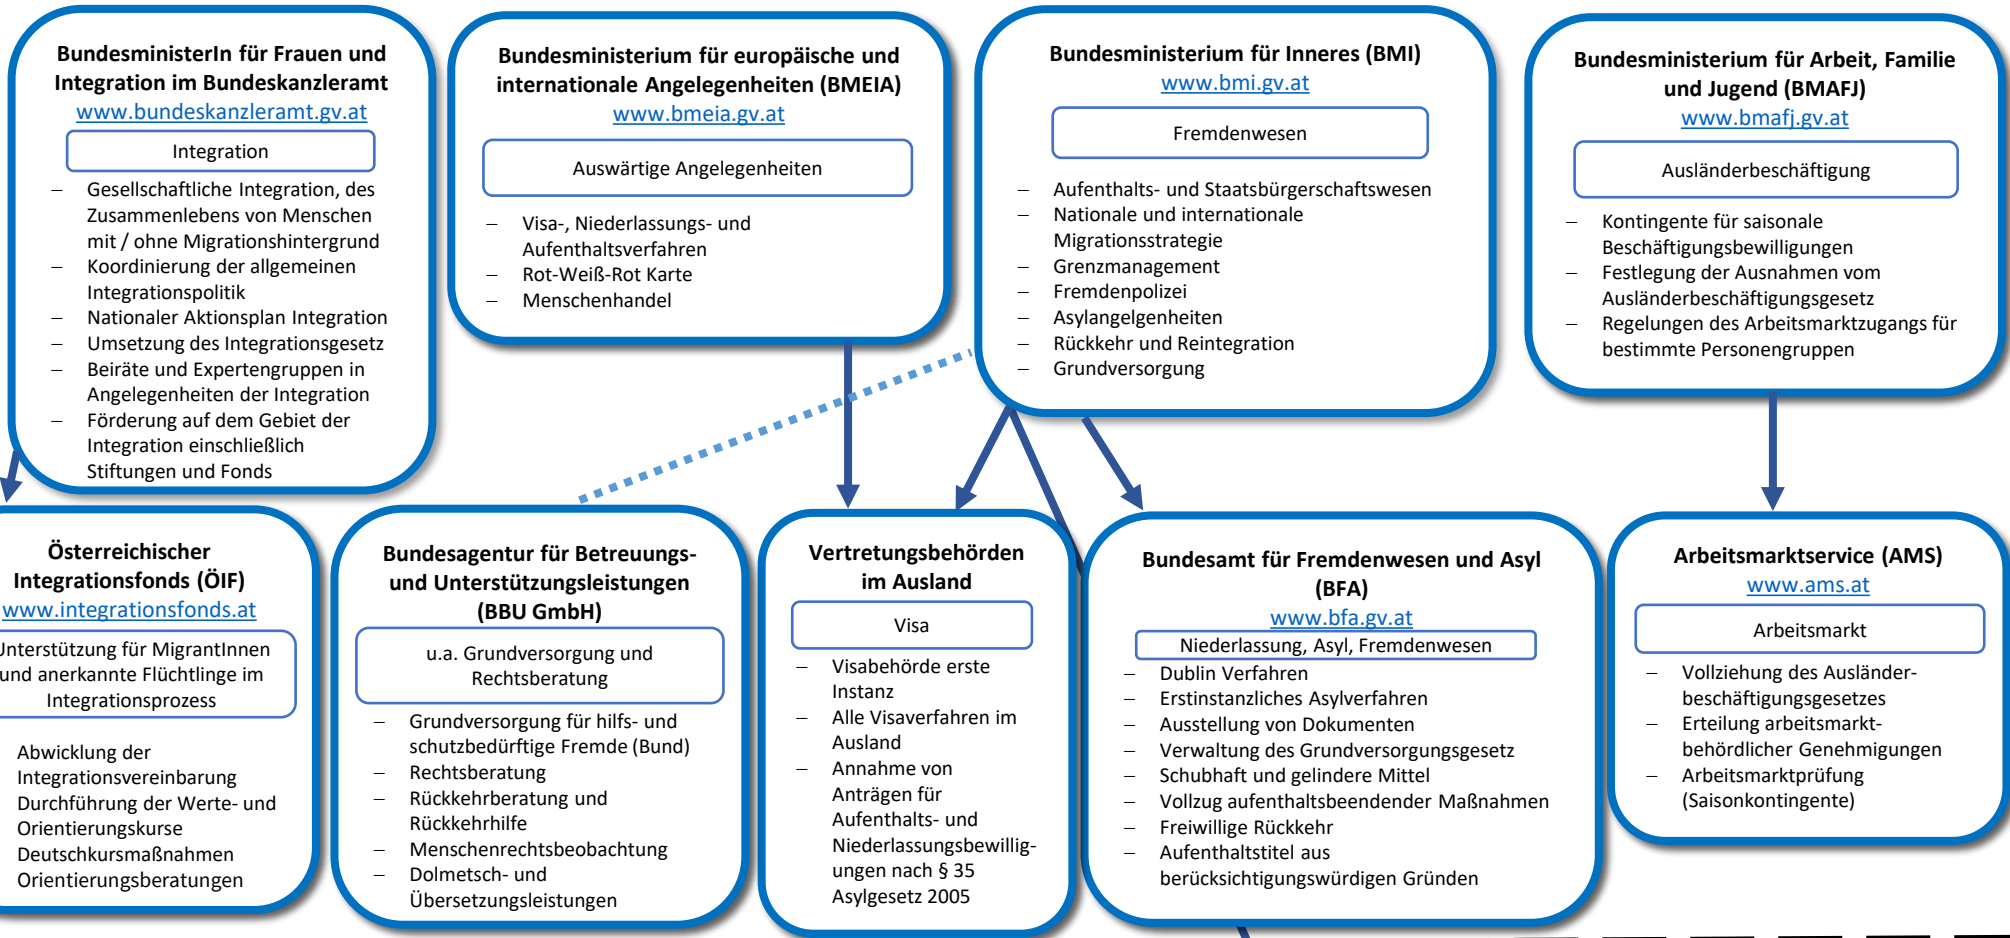 BundesministerIn für Frauen und
Integration im Bundeskanzleramt
www.bundeskanzleramt.gv.at
Integration
– Gesellschaftliche Integration, des
Zusammenlebens von Menschen
mit / ohne Migrationshintergrund
– Koordinierung der allgemeinen
Integrationspolitik
– Nationaler Aktionsplan Integration
– Umsetzung des Integrationsgesetz
– Beiräte und Expertengruppen in
Angelegenheiten der Integration
– Förderung auf dem Gebiet der
Integration einschließlich
Stiftungen und Fonds
Bundesministerium für europäische und
internationale Angelegenheiten (BMEIA)
www.bmeia.gv.at
Auswärtige Angelegenheiten
– Visa-, Niederlassungs- und
Aufenthaltsverfahren
– Rot-Weiß-Rot Karte
– Menschenhandel
Bundesministerium für Inneres (BMI)
www.bmi.gv.at
Fremdenwesen
– Aufenthalts- und Staatsbürgerschaftswesen
– Nationale und internationale
Migrationsstrategie
– Grenzmanagement
– Fremdenpolizei
– Asylangelgenheiten
– Rückkehr und Reintegration
– Grundversorgung
Bundesministerium für Arbeit, Familie
und Jugend (BMAFJ)
www.bmafj.gv.at
Ausländerbeschäftigung
– Kontingente für saisonale
Beschäftigungsbewilligungen
– Festlegung der Ausnahmen vom
Ausländerbeschäftigungsgesetz
– Regelungen des Arbeitsmarktzugangs für
bestimmte Personengruppen
Österreichischer
Integrationsfonds (ÖIF)
www.integrationsfonds.at
Unterstützung für MigrantInnen
und anerkannte Flüchtlinge im
Integrationsprozess
Abwicklung der
Integrationsvereinbarung
Durchführung der Werte- und
Orientierungskurse
Deutschkursmaßnahmen
Orientierungsberatungen
Bundesagentur für Betreuungs-
und Unterstützungsleistungen
(BBU GmbH)
u.a. Grundversorgung und
Rechtsberatung
– Grundversorgung für hilfs- und
schutzbedürftige Fremde (Bund)
– Rechtsberatung
– Rückkehrberatung und
Rückkehrhilfe
– Menschenrechtsbeobachtung
– Dolmetsch- und
Übersetzungsleistungen
Vertretungsbehörden
im Ausland
Visa
– Visabehörde erste
Instanz
– Alle Visaverfahren im
Ausland
– Annahme von
Anträgen für
Aufenthalts- und
Niederlassungsbewillig-
ungen nach § 35
Asylgesetz 2005
Bundesamt für Fremdenwesen und Asyl
(BFA)
www.bfa.gv.at
Niederlassung, Asyl, Fremdenwesen
– Dublin Verfahren
– Erstinstanzliches Asylverfahren
– Ausstellung von Dokumenten
– Verwaltung des Grundversorgungsgesetz
– Schubhaft und gelindere Mittel
– Vollzug aufenthaltsbeendender Maßnahmen
– Freiwillige Rückkehr
– Aufenthaltstitel aus
berücksichtigungswürdigen Gründen
Arbeitsmarktservice (AMS)
www.ams.at
Arbeitsmarkt
– Vollziehung des Ausländer-
beschäftigungsgesetzes
– Erteilung arbeitsmarkt-
behördlicher Genehmigungen
– Arbeitsmarktprüfung
(Saisonkontingente)